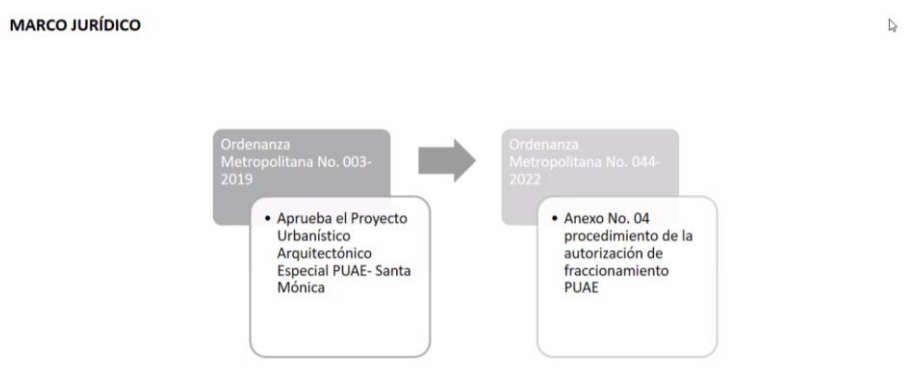 MARCO JURÍDICO
Ordenanza
Metropolitana No. 003-
2019
• Aprueba el Proyecto
Urbanístico
Arquitectónico
Especial PUAE- Santa
Mónica
Ordenanza
Metropolitana No. 044-
2022
• Anexo No. 04
procedimiento de la
autorización de
fraccionamiento
PUAE